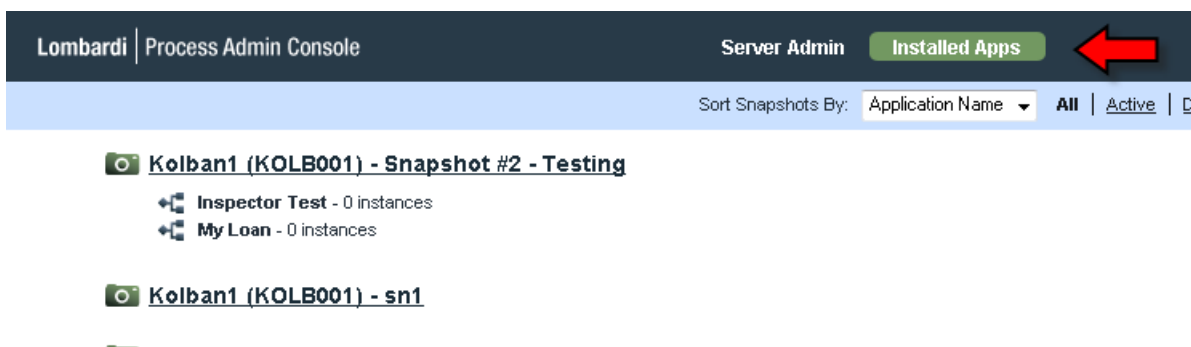 Lombardi | Process Admin Console Server Admin Installed Apps
Sort Snapshots By: Application Name All | Active |
Kolban1 (KOLB001) - Snapshot #2 - Testing
Inspector Test - 0 instances
My Loan - 0 instances
Kolban1 (KOLB001) - sn1